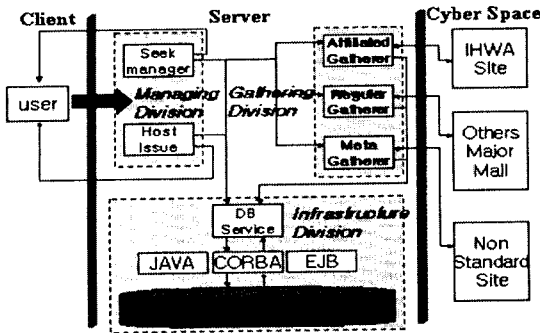 Client
Server
Cyber Space
Seek
manager
Managing
Division
Host
Issue
user
Gathering
Division
Affiliated
Gatherer
Regular
Gatherer
Meta
Gatherer
IHWA
Site
Others
Major
Mall
Non
Standard
Site
DB
Service
Infrastructure
Division
JAVA
CORBA
EJB